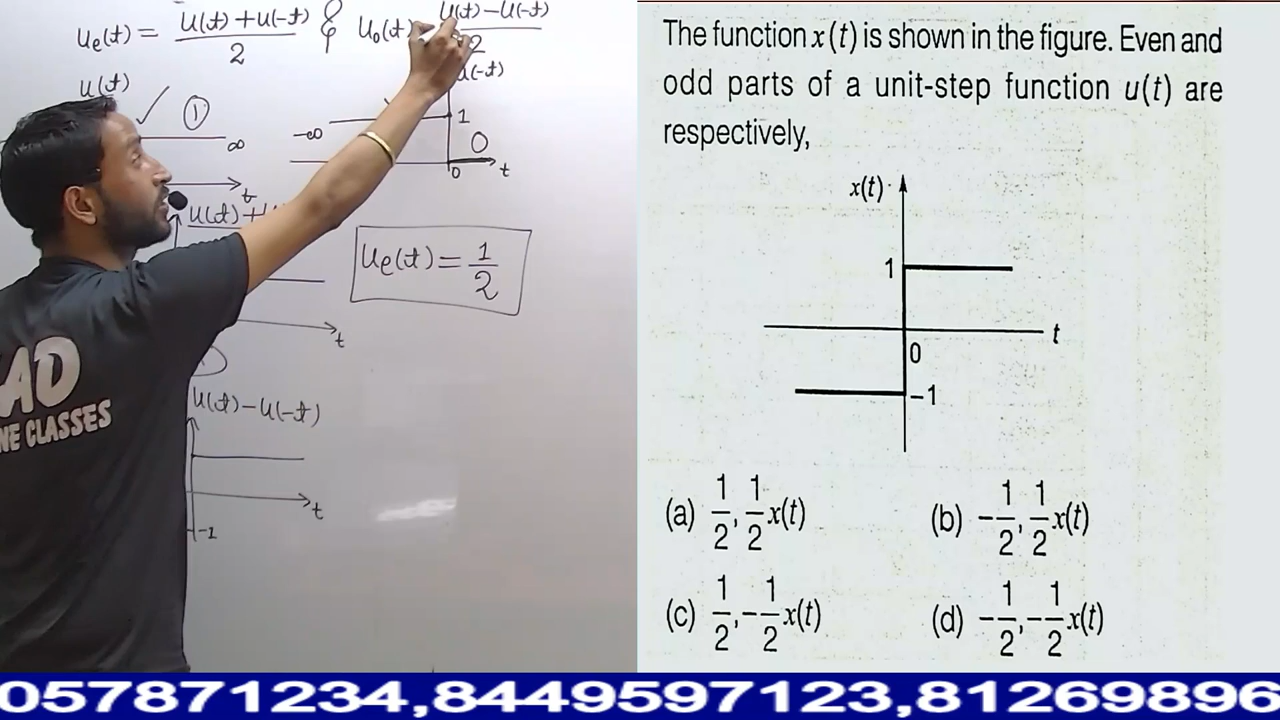 uₑ(t) = u(t) + u(-t) / 2 & u₀(t) = u(t) - u(-t) / 2
u(t)
①
∞
t
u(-t)
1
-∞
0
0
t
u(t) +
t
uₑ(t) = 1/2
u(t) - u(-t)
t
-1
AD
NE CLASSES
The function x(t) is shown in the figure. Even and
odd parts of a unit-step function u(t) are
respectively,
x(t)
1
t
0
-1
(a) 1/2, 1/2 x(t)
(b) -1/2, 1/2 x(t)
(c) 1/2, -1/2 x(t)
(d) -1/2, -1/2 x(t)
057871234,8449597123,81269896